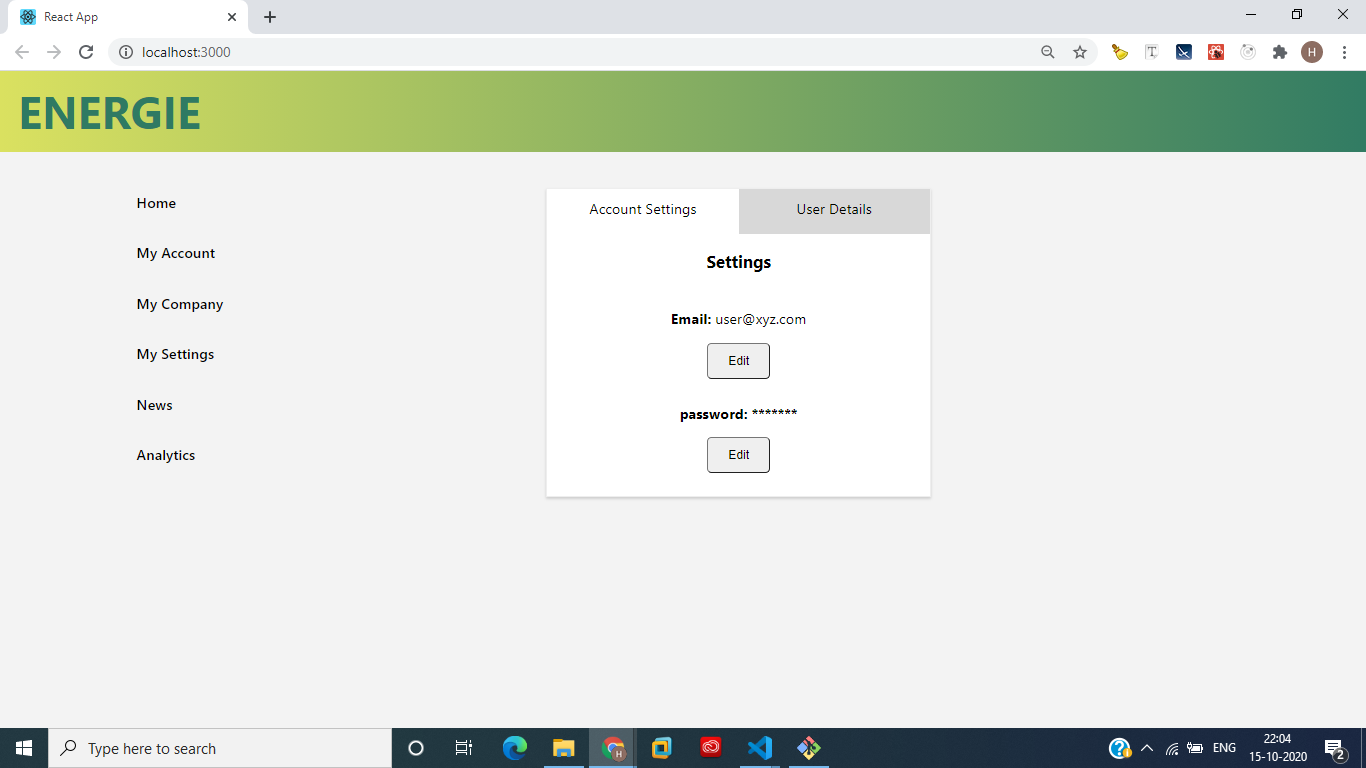 React App
localhost:3000
H
ENERGIE
Home
My Account
My Company
My Settings
News
Analytics
Account Settings
User Details
Settings
Email: user@xyz.com
Edit
password: *******
Edit
Type here to search
H
ENG
22:04
15-10-2020
2